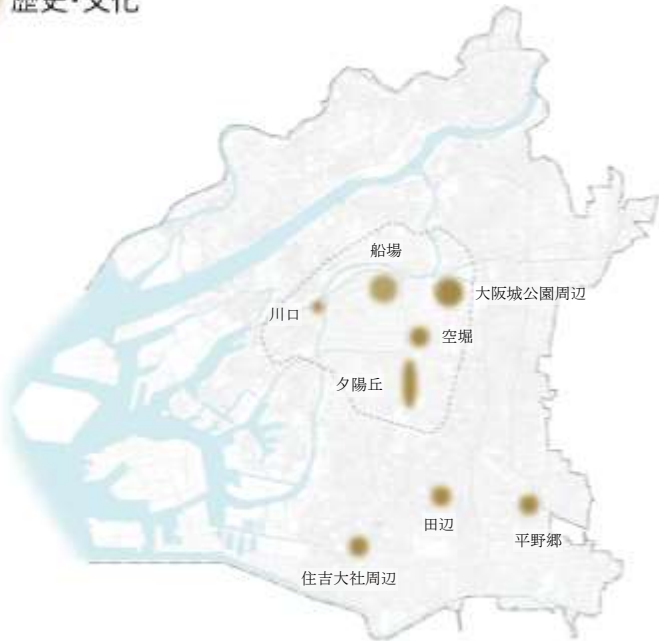 歴史・文化
船場
大阪城公園周辺
川口
空堀
夕陽丘
田辺
平野郷
住吉大社周辺